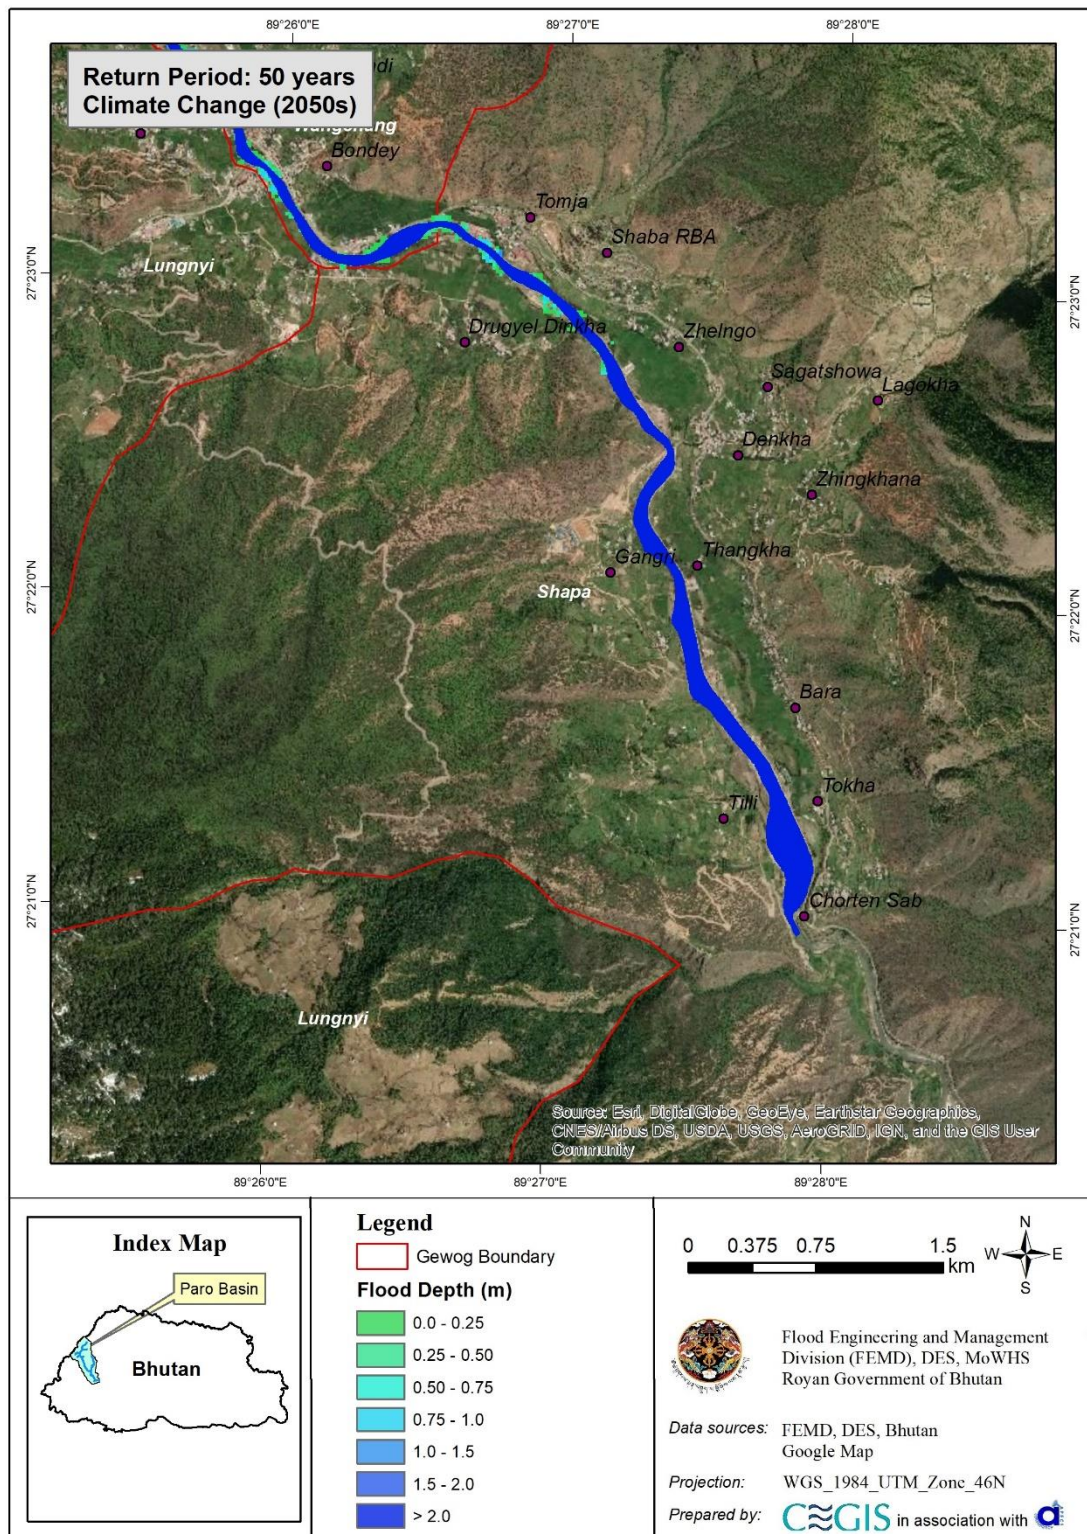 89°26'0"E
89°27'0"E
89°28'0"E
Return Period: 50 years
Climate Change (2050s)
Bondey
Tomja
Shaba RBA
27°23'0"N
Lungnyi
27°23'0"N
Drugyel Dinkha
Zhelngo
Sagatshowa
Lagokha
Denkha
Zhingkhana
Gangri
Thangkha
27°22'0"N
Shapa
27°22'0"N
Bara
Tokha
Tilli
27°21'0"N
Chorten Sab
27°21'0"N
Lungnyi
Source: Esri, DigitalGlobe, GeoEye, Earthstar Geographics,
CNES/Airbus DS, USDA, USGS, AeroGRID, IGN, and the GIS User
Community
89°26'0"E
89°27'0"E
89°28'0"E
Index Map
Paro Basin
Bhutan
Legend
Gewog Boundary
Flood Depth (m)
0.0 - 0.25
0.25 - 0.50
0.50 - 0.75
0.75 - 1.0
1.0 - 1.5
1.5 - 2.0
> 2.0
0 0.375 0.75 1.5
km
N
W E
S
Flood Engineering and Management
Division (FEMD), DES, MoWHS
Royan Government of Bhutan
Data sources: FEMD, DES, Bhutan
Google Map
Projection: WGS_1984_UTM_Zone_46N
Prepared by: CEGIS in association with a